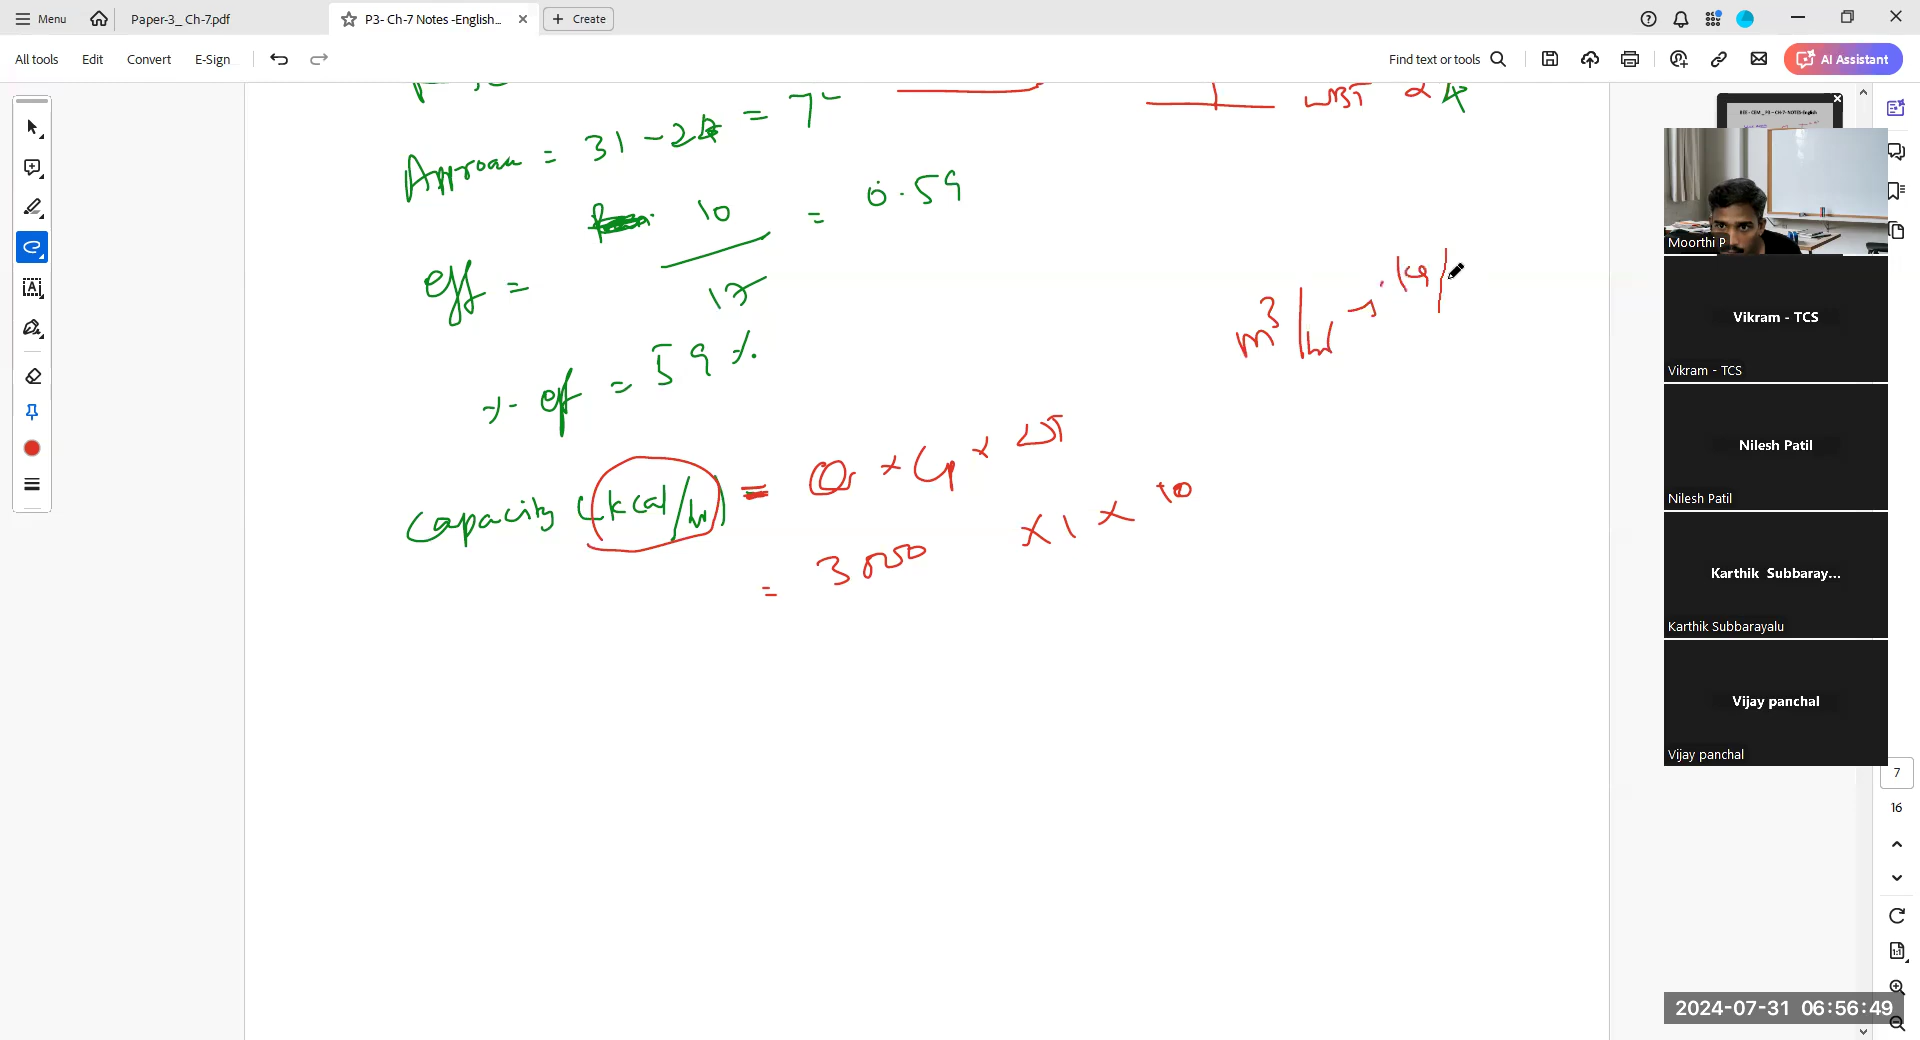 Menu
Paper-3_ Ch-7.pdf
P3- Ch-7 Notes -English...
Create
All tools
Edit
Convert
E-Sign
Find text or tools
AI Assistant
WBT
Approach = 31 - 24 = 7
eff = 10 / 17 = 0.59
% eff = 59 %
m³/hr → kg/
Capacity (kcal/hr) = Q × Cp × ΔT
= 3000 × 1 × 10
Moorthi P
Vikram - TCS
Vikram - TCS
Nilesh Patil
Nilesh Patil
Karthik Subbaray...
Karthik Subbarayalu
Vijay panchal
Vijay panchal
7
16
2024-07-31 06:56:49